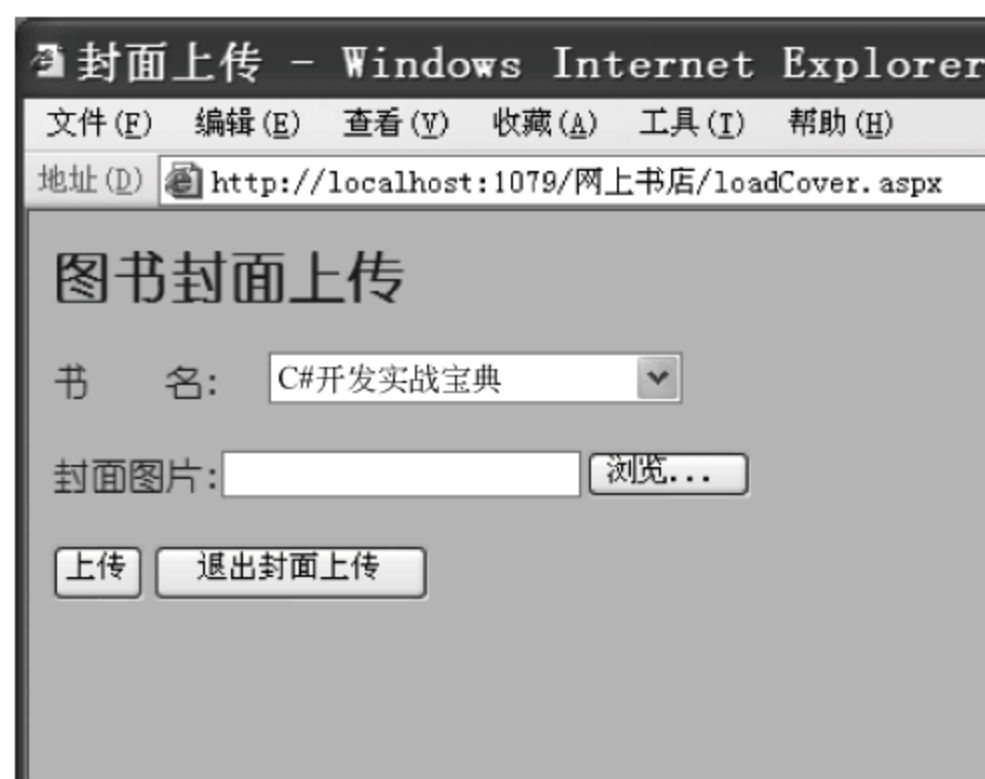 封面上传 - Windows Internet Explorer
文件(F) 编辑(E) 查看(V) 收藏(A) 工具(T) 帮助(H)
地址(D) http://localhost:1079/网上书店/loadCover.aspx
图书封面上传
书 名: C#开发实战宝典
封面图片: 浏览...
上传 退出封面上传